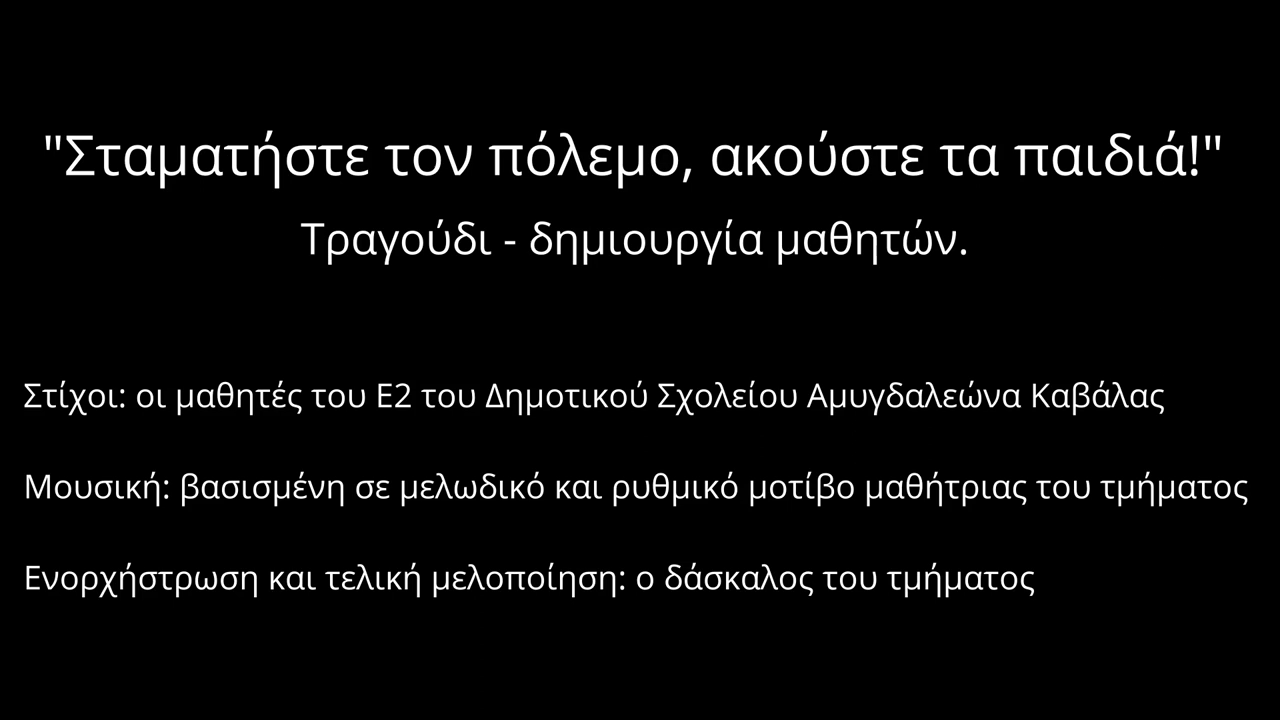 "Σταματήστε τον πόλεμο, ακούστε τα παιδιά!"
Τραγούδι - δημιουργία μαθητών.
Στίχοι: οι μαθητές του Ε2 του Δημοτικού Σχολείου Αμυγδαλεώνα Καβάλας
Μουσική: βασισμένη σε μελωδικό και ρυθμικό μοτίβο μαθήτριας του τμήματος
Ενορχήστρωση και τελική μελοποίηση: ο δάσκαλος του τμήματος